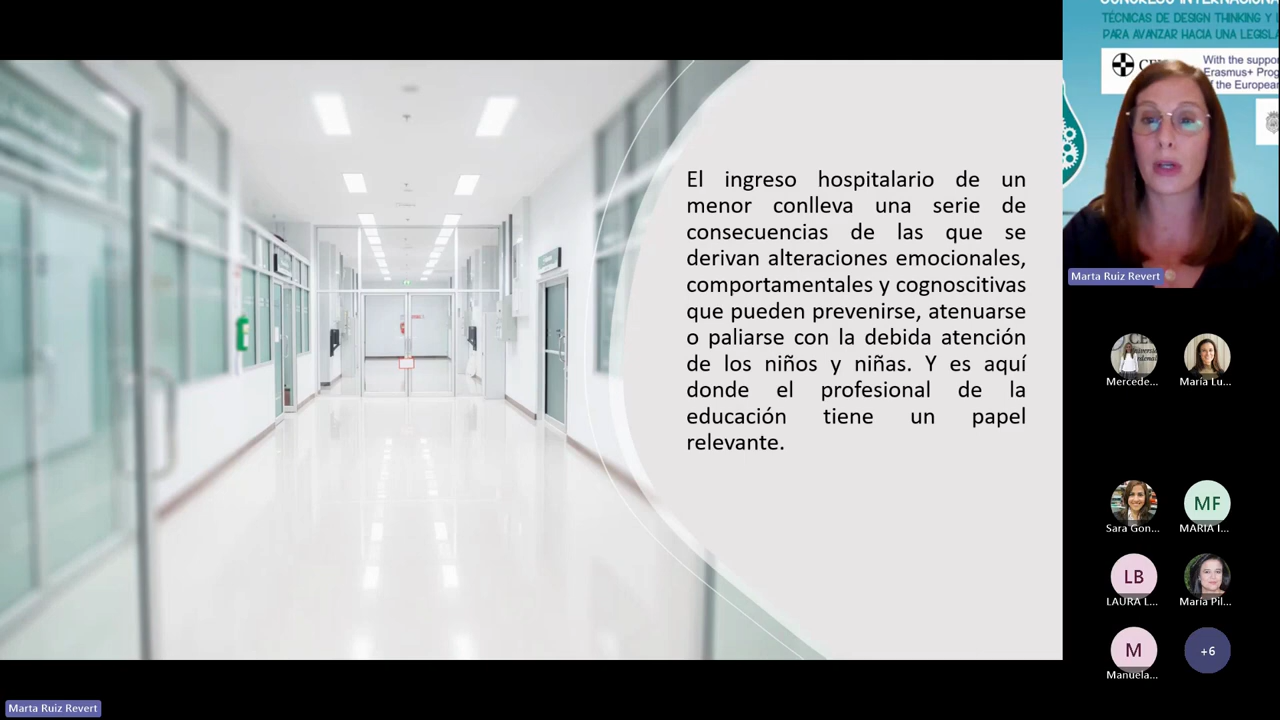 El ingreso hospitalario de un
menor conlleva una serie de
consecuencias de las que se
derivan alteraciones emocionales,
comportamentales y cognoscitivas
que pueden prevenirse, atenuarse
o paliarse con la debida atención
de los niños y niñas. Y es aquí
donde el profesional de la
educación tiene un papel
relevante.
CONGRESO INTERNACIONA
TÉCNICAS DE DESIGN THINKING Y
PARA AVANZAR HACIA UNA LEGISLA
With the suppor
Erasmus+ Prog
of the European
Marta Ruiz Revert
Mercede...
María Lu...
Sara Gon...
MF
MARIA I...
LB
LAURA L...
María Pil...
M
Manuela...
+6
Marta Ruiz Revert